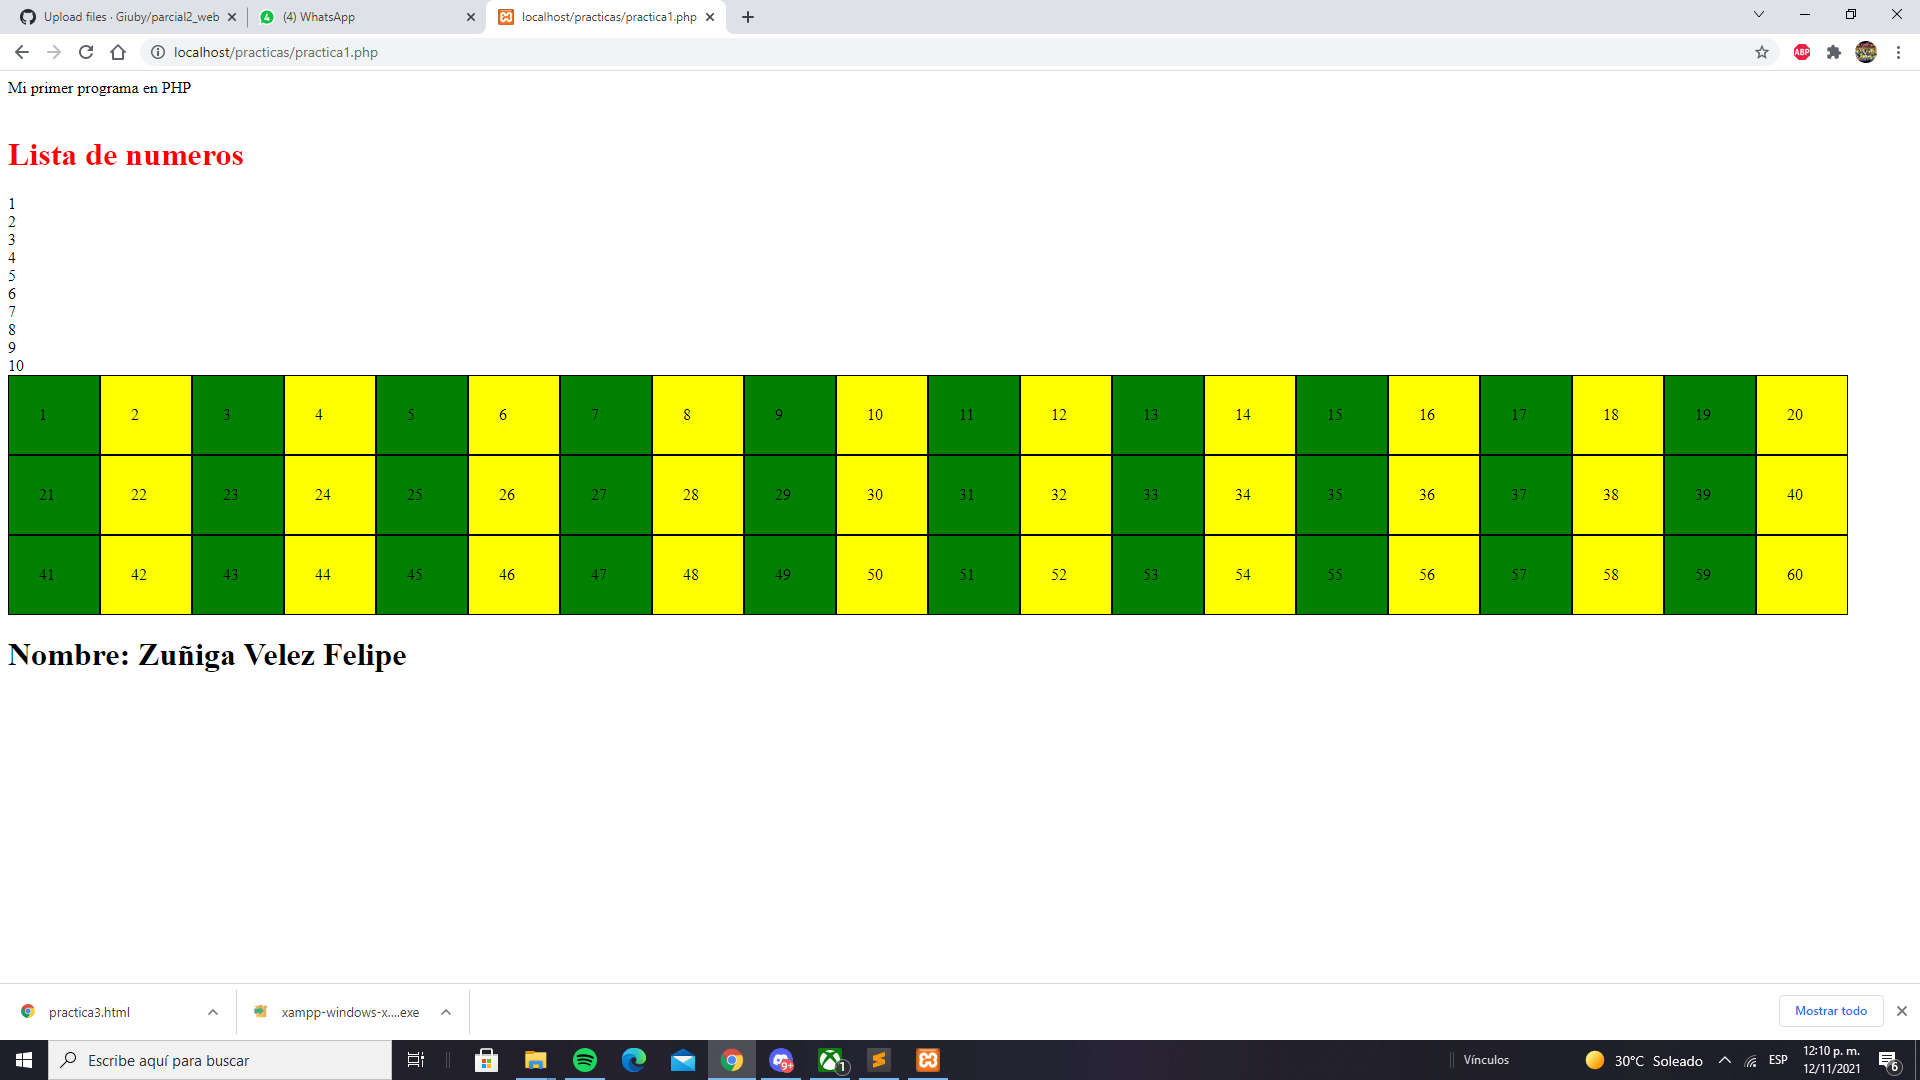 Upload files · Giuby/parcial2_web
(4) WhatsApp
localhost/practicas/practica1.php
localhost/practicas/practica1.php
ABP
Mi primer programa en PHP
Lista de numeros
1
2
3
4
5
6
7
8
9
10
1 2 3 4 5 6 7 8 9 10 11 12 13 14 15 16 17 18 19 20
21 22 23 24 25 26 27 28 29 30 31 32 33 34 35 36 37 38 39 40
41 42 43 44 45 46 47 48 49 50 51 52 53 54 55 56 57 58 59 60
Nombre: Zuñiga Velez Felipe
practica3.html
xampp-windows-x....exe
Mostrar todo
Escribe aquí para buscar
9+
1
Vínculos
30°C Soleado
ESP
12:10 p. m.
12/11/2021
6